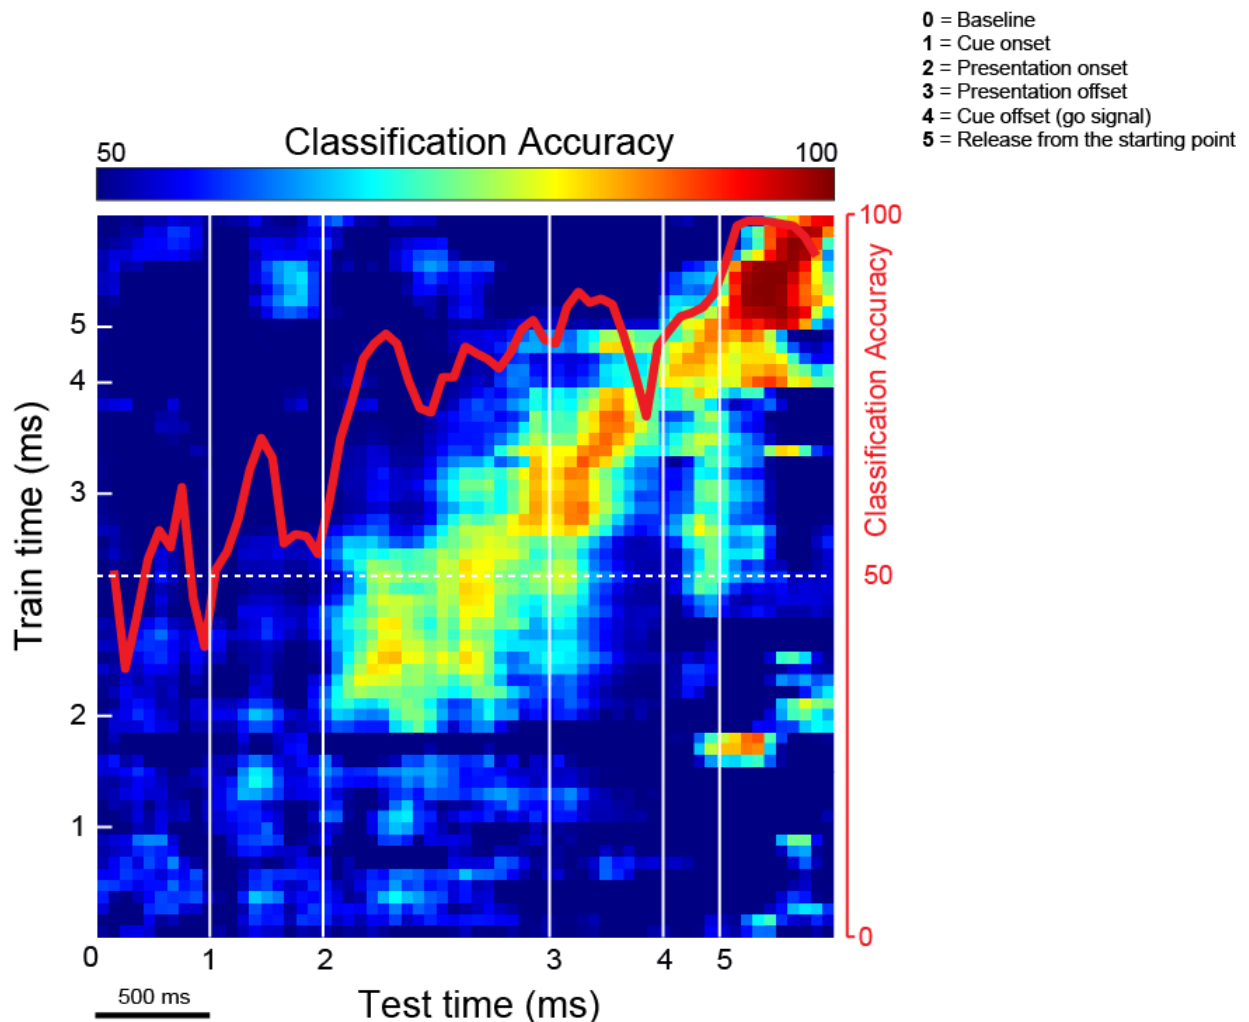 0 = Baseline
1 = Cue onset
2 = Presentation onset
3 = Presentation offset
4 = Cue offset (go signal)
5 = Release from the starting point
Classification Accuracy
50 100
5
4
3
2
1
Train time (ms)
100
50
0
Classification Accuracy
0 1 2 3 4 5
500 ms
Test time (ms)